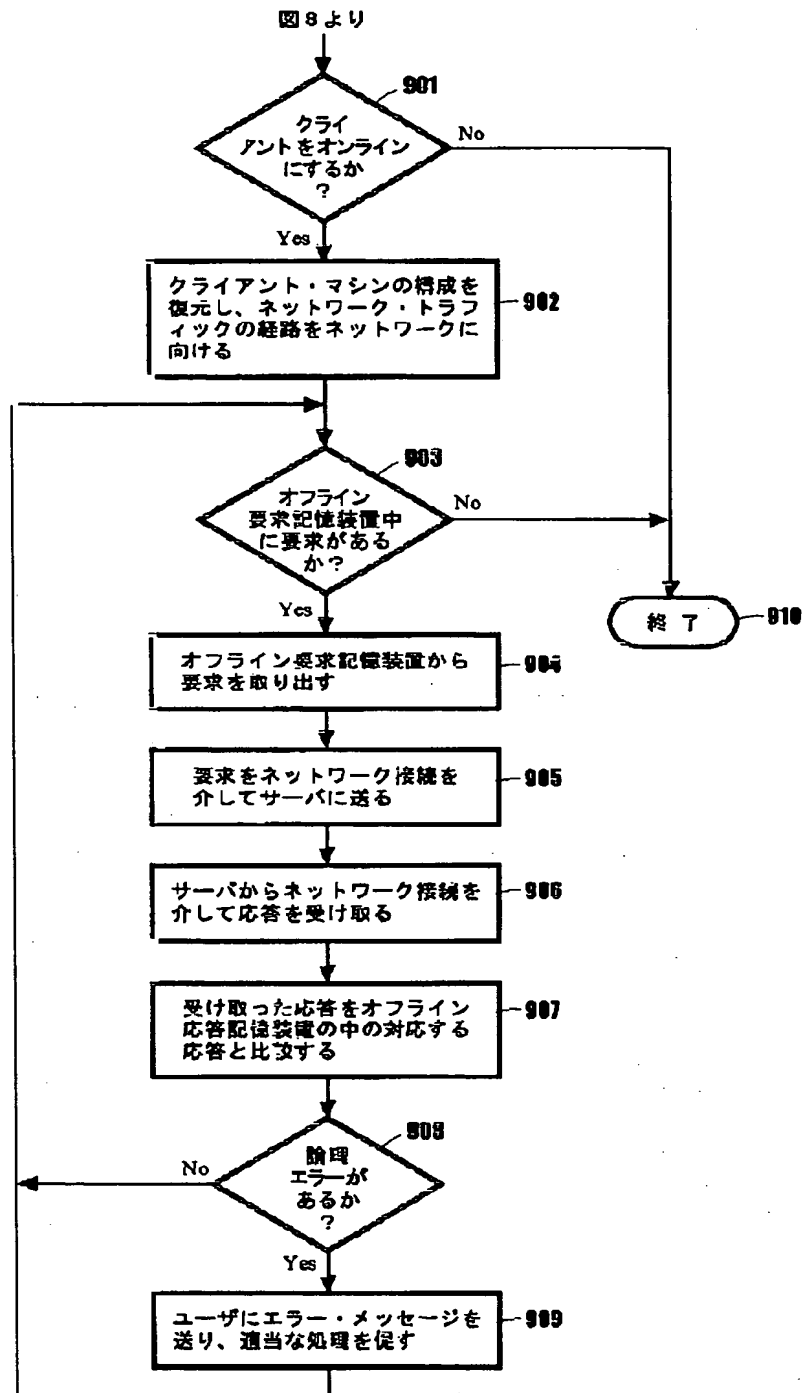 図8より
901
クライ
アントをオンライン
にするか
?
No
Yes
クライアント・マシンの構成を
復元し、ネットワーク・トラフ
ィックの経路をネットワークに
向ける
902
903
オフライン
要求記憶装置中
に要求がある
か?
No
Yes
終了
910
オフライン要求記憶装置から
要求を取り出す
904
要求をネットワーク接続を
介してサーバに送る
905
サーバからネットワーク接続を
介して応答を受け取る
906
受け取った応答をオフライン
応答記憶装置の中の対応する
応答と比較する
907
908
論理
エラーが
あるか
?
No
Yes
ユーザにエラー・メッセージを
送り、適当な処理を促す
909